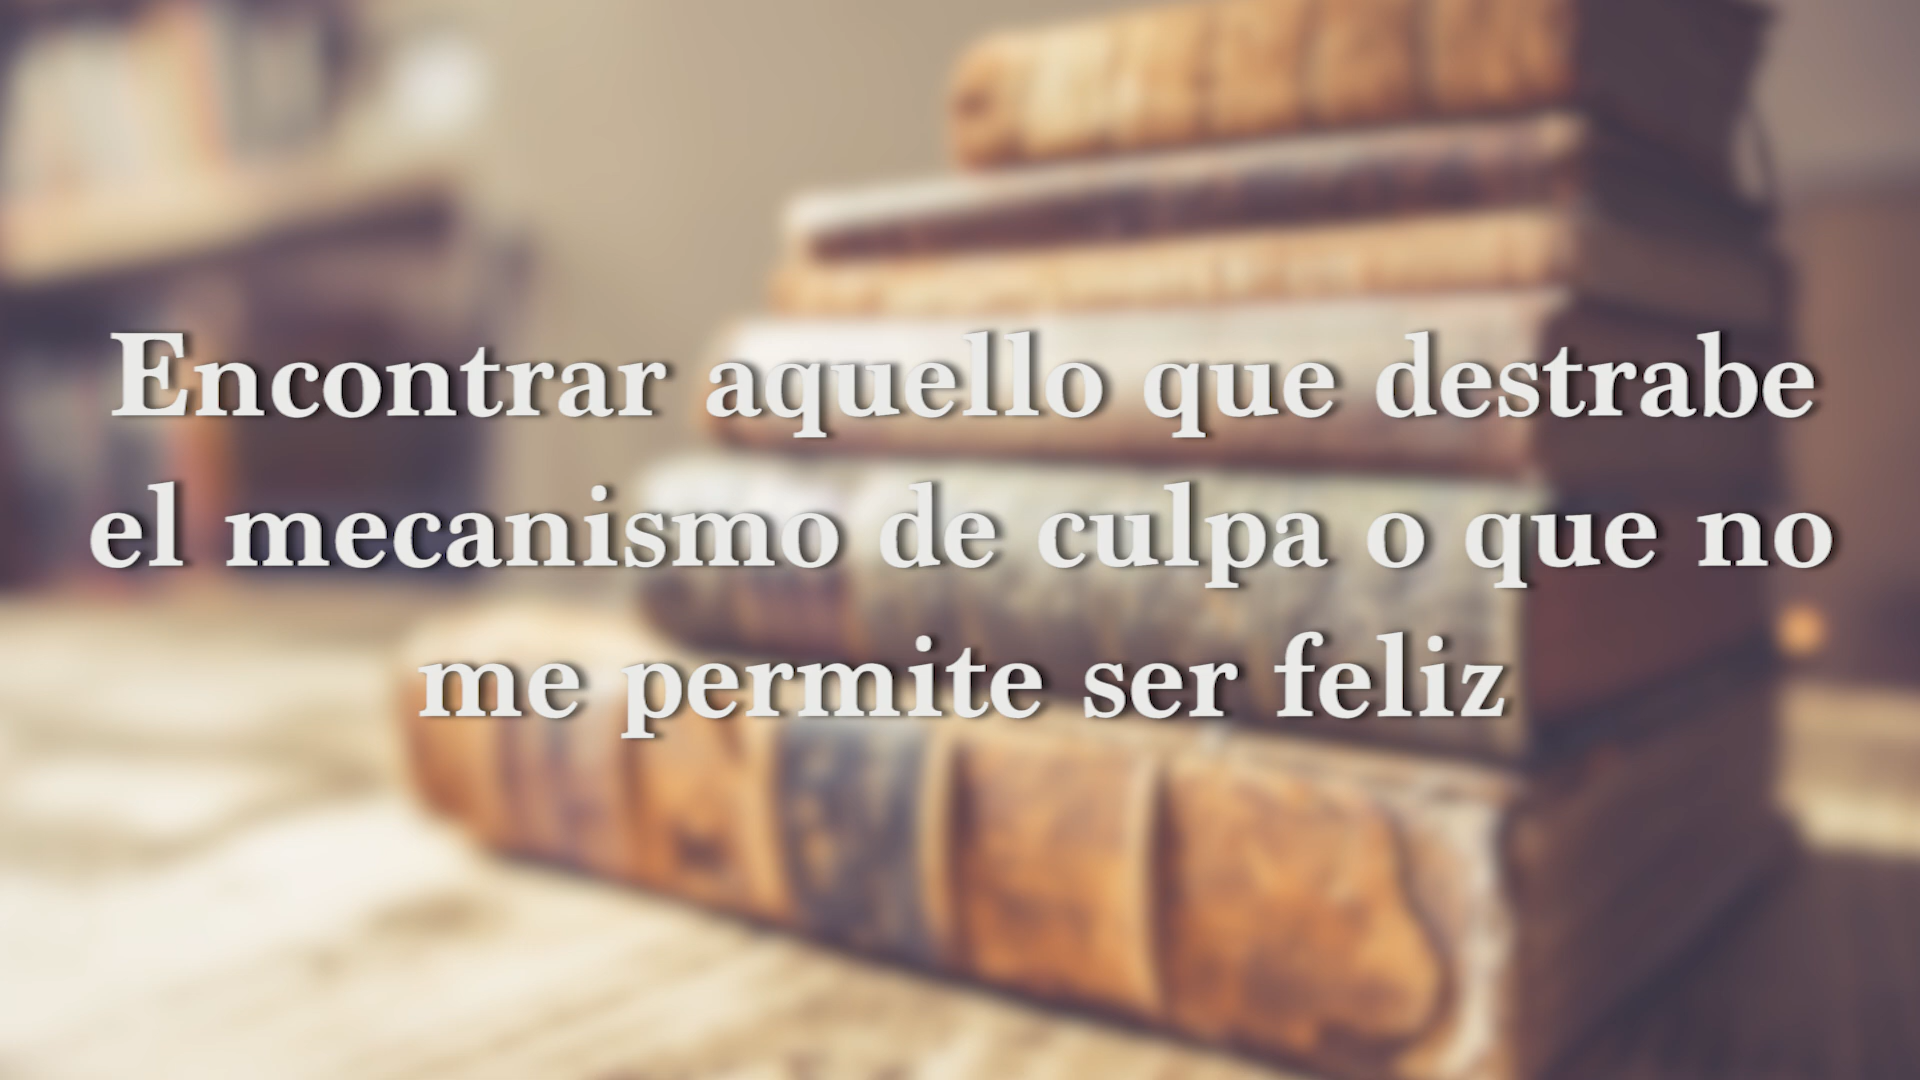 Encontrar aquello que destrabe
el mecanismo de culpa o que no
me permite ser feliz